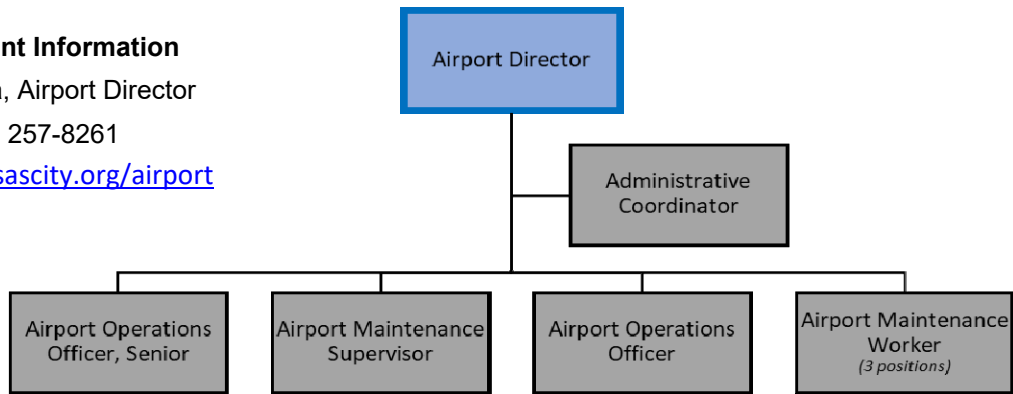 nt Information
, Airport Director
257-8261
sascity.org/airport
Airport Director
Administrative
Coordinator
Airport Operations
Officer, Senior
Airport Maintenance
Supervisor
Airport Operations
Officer
Airport Maintenance
Worker
(3 positions)